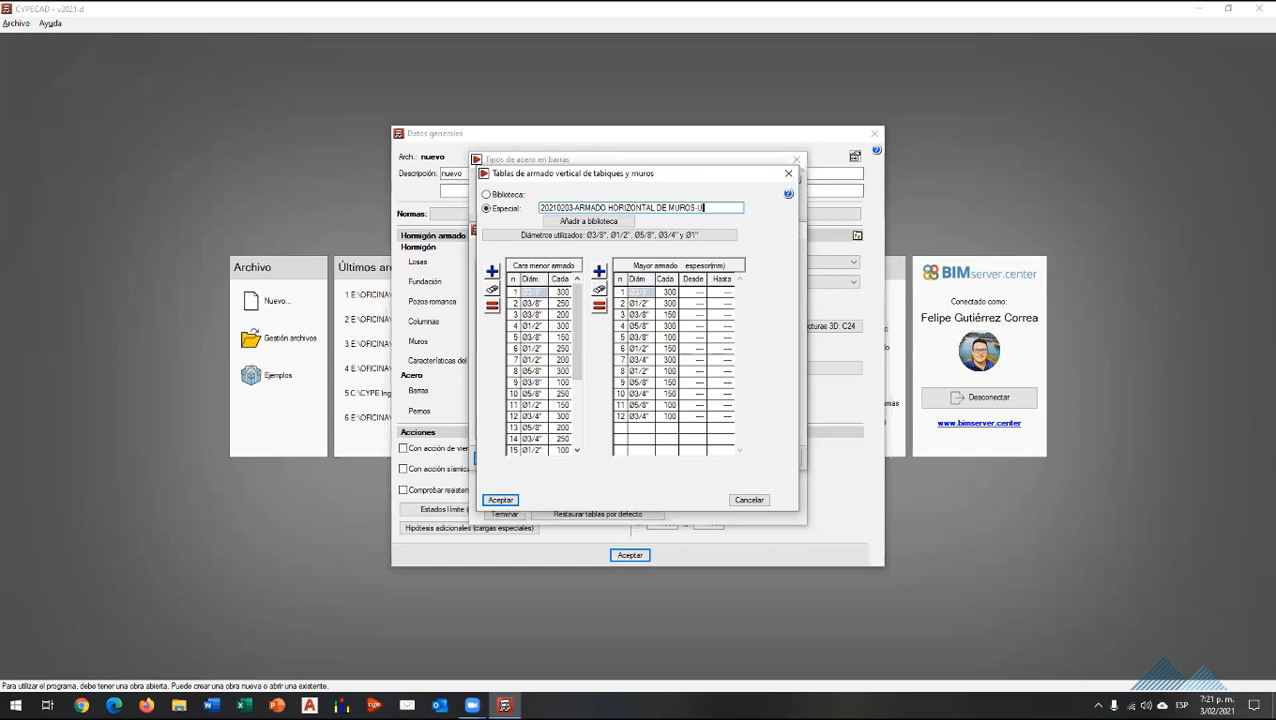 CYPECAD - v2021.d
Archivo Ayuda
Datos generales
Arch.: nuevo
Descripción: nuevo
Normas:
Hormigón armado
Hormigón
Losas
Fundación
Pozos romanos
Columnas
Muros
Características de
Acero
Barras
Pernos
Acciones
Con acción de vien
Con acción sísmica
Comprobar resisten
Estados límite (
Hipótesis adicionales (cargas especiales)
Aceptar
cturas 3D: C24
Tipos de acero en barras
Terminar Restaurar tablas por defecto
Tablas de armado vertical de tabiques y muros
Biblioteca:
Especial: 20210203-ARMADO HORIZONTAL DE MUROS-U
Añadir a biblioteca
Diámetros utilizados: Ø3/8", Ø1/2", Ø5/8", Ø3/4" y Ø1"
Cara menor armado
n Diám. Cada
1 Ø3/8" 300
2 Ø3/8" 250
3 Ø3/8" 200
4 Ø1/2" 300
5 Ø3/8" 150
6 Ø1/2" 250
7 Ø1/2" 200
8 Ø5/8" 300
9 Ø3/8" 100
10 Ø5/8" 250
11 Ø1/2" 150
12 Ø3/4" 300
13 Ø5/8" 200
14 Ø3/4" 250
15 Ø1/2" 100
Mayor armado espesor(mm)
n Diám Cada Desde Hasta
1 Ø3/8" 300 ---- ----
2 Ø1/2" 300 ---- ----
3 Ø3/8" 150 ---- ----
4 Ø5/8" 300 ---- ----
5 Ø3/8" 100 ---- ----
6 Ø1/2" 150 ---- ----
7 Ø3/4" 300 ---- ----
8 Ø1/2" 100 ---- ----
9 Ø5/8" 150 ---- ----
10 Ø3/4" 150 ---- ----
11 Ø5/8" 100 ---- ----
12 Ø3/4" 100 ---- ----
Aceptar Cancelar
Archivo
Nuevo...
Gestión archivos
Ejemplos
Últimos ar
1 E:\OFICINA\
2 E:\OFICINA\
3 E:\OFICINA\
4 E:\OFICINA\
5 C:\CYPE Ing
6 E:\OFICINA\
BIMserver.center
Conectado como:
Felipe Gutiérrez Correa
Desconectar
www.bimserver.center
Para utilizar el programa, debe tener una obra abierta. Puede crear una obra nueva o abrir una existente.
ESP
7:21 p. m.
3/02/2021